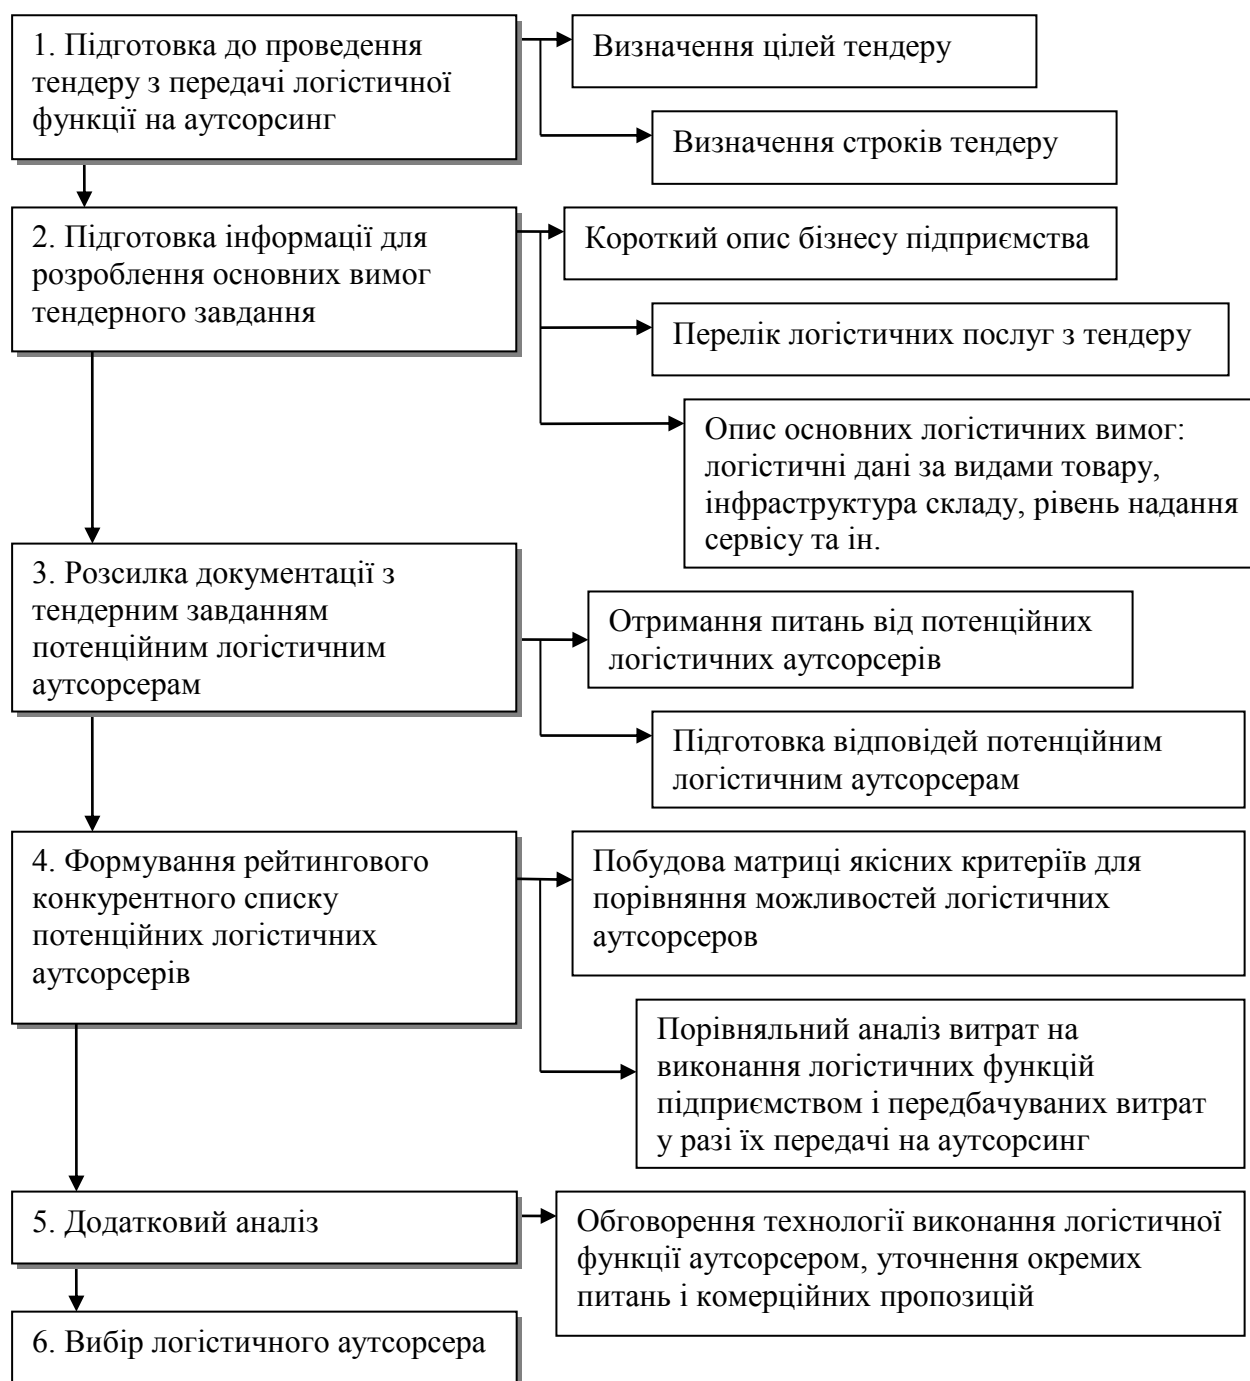 1. Підготовка до проведення
тендеру з передачі логістичної
функції на аутсорсинг
Визначення цілей тендеру
Визначення строків тендеру
2. Підготовка інформації для
розроблення основних вимог
тендерного завдання
Короткий опис бізнесу підприємства
Перелік логістичних послуг з тендеру
Опис основних логістичних вимог:
логістичні дані за видами товару,
інфраструктура складу, рівень надання
сервісу та ін.
3. Розсилка документації з
тендерним завданням
потенційним логістичним
аутсорсерам
Отримання питань від потенційних
логістичних аутсорсерів
Підготовка відповідей потенційним
логістичним аутсорсерам
4. Формування рейтингового
конкурентного списку
потенційних логістичних
аутсорсерів
Побудова матриці якісних критеріїв для
порівняння можливостей логістичних
аутсорсеров
Порівняльний аналіз витрат на
виконання логістичних функцій
підприємством і передбачуваних витрат
у разі їх передачі на аутсорсинг
5. Додатковий аналіз
Обговорення технології виконання логістичної
функції аутсорсером, уточнення окремих
питань і комерційних пропозицій
6. Вибір логістичного аутсорсера